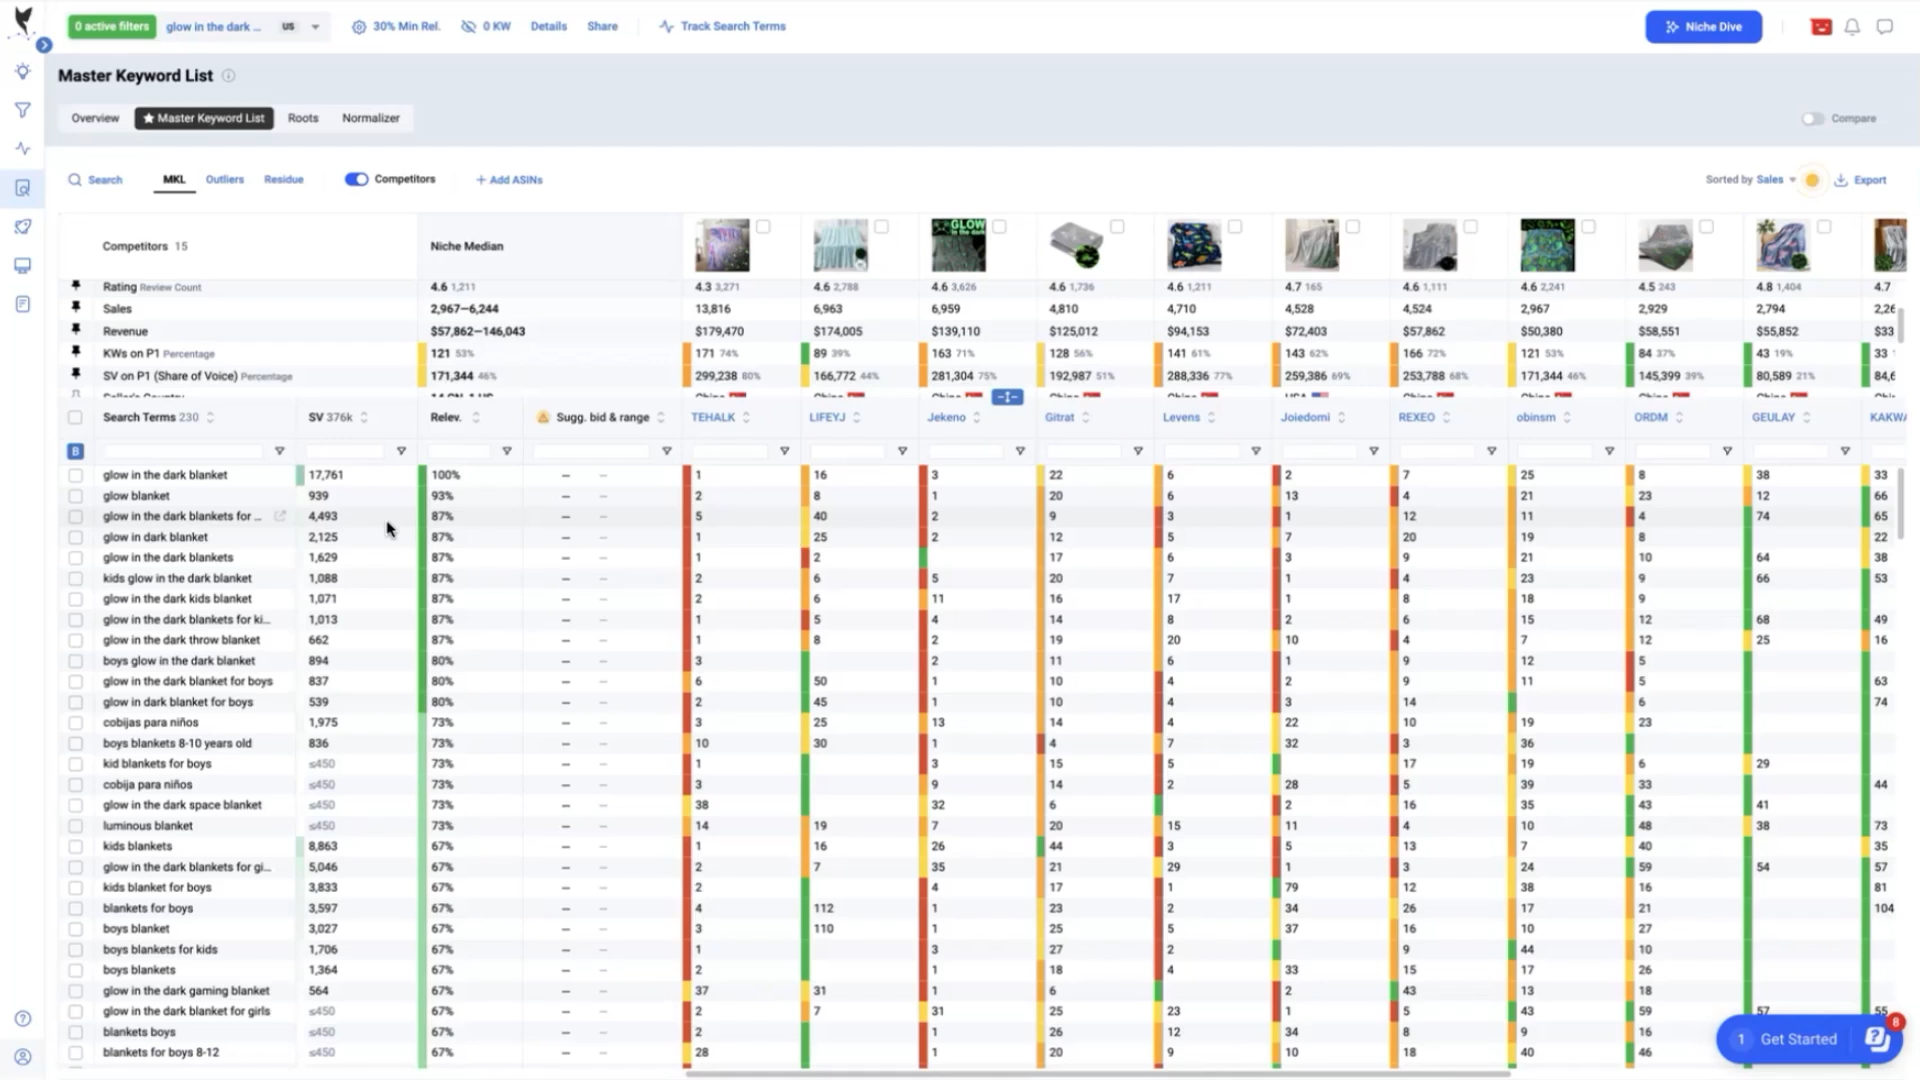 0 active filters glow in the dark ... US 30% Min Rel. 0 KW Details Share Track Search Terms Niche Dive
Master Keyword List
Overview Master Keyword List Roots Normalizer Compare
Search MKL Outliers Residue Competitors + Add ASINs Sorted by Sales Export
GLOW
Competitors 15 Niche Median
Rating Review Count 4.6 1,211 4.3 3,271 4.6 2,788 4.6 3,626 4.6 1,736 4.6 1,211 4.7 165 4.6 1,111 4.6 2,241 4.5 243 4.8 1,404 4.7
Sales 2,967—6,244 13,816 6,963 6,959 4,810 4,710 4,528 4,524 2,967 2,929 2,794 2,26
Revenue $57,862—146,043 $179,470 $174,005 $139,110 $125,012 $94,153 $72,403 $57,862 $50,380 $58,551 $55,852 $33
KWs on P1 Percentage 121 53% 171 74% 89 39% 163 71% 128 56% 141 61% 143 62% 166 72% 121 53% 84 37% 43 19% 33
SV on P1 (Share of Voice) Percentage 171,344 46% 299,238 80% 166,772 44% 281,304 75% 192,987 51% 288,336 77% 259,386 69% 253,788 68% 171,344 46% 145,399 39% 80,589 21% 84,6
Search Terms 230 SV 376k Relev. Sugg. bid & range TEHALK LIFEYJ Jekeno Gitrat Levens Joiedomi REXEO obinsm ORDM GEULAY KAKWA
B
glow in the dark blanket 17,761 100% – – 1 16 3 22 6 2 7 25 8 38 33
glow blanket 939 93% – – 2 8 1 20 6 13 4 21 23 12 66
glow in the dark blankets for ... 4,493 87% – – 5 40 2 9 3 1 12 11 4 74 65
glow in dark blanket 2,125 87% – – 1 25 2 12 5 7 20 19 8 22
glow in the dark blankets 1,629 87% – – 1 2 17 6 3 9 21 10 64 38
kids glow in the dark blanket 1,088 87% – – 2 6 5 20 7 1 4 23 9 66 53
glow in the dark kids blanket 1,071 87% – – 2 6 11 16 17 1 8 18 9
glow in the dark blankets for ki... 1,013 87% – – 1 5 4 14 8 2 6 15 12 68 49
glow in the dark throw blanket 662 87% – – 1 8 2 19 20 10 4 7 12 25 16
boys glow in the dark blanket 894 80% – – 3 2 11 6 1 9 12 5
glow in the dark blanket for boys 837 80% – – 6 50 1 10 4 2 9 11 5 63
glow in dark blanket for boys 539 80% – – 2 45 1 10 4 3 14 6 74
cobijas para niños 1,975 73% – – 3 25 13 14 4 22 10 19 23
boys blankets 8-10 years old 836 73% – – 10 30 1 4 7 32 3 36
kid blankets for boys ≤450 73% – – 1 3 15 5 17 19 6 29
cobija para niños ≤450 73% – – 3 9 14 2 28 5 39 33 44
glow in the dark space blanket ≤450 73% – – 38 32 6 2 16 35 43 41
luminous blanket ≤450 73% – – 14 19 7 20 15 11 4 10 48 38 73
kids blankets 8,863 67% – – 1 16 26 44 3 5 13 7 40 35
glow in the dark blankets for gi... 5,046 67% – – 2 7 35 21 29 1 3 24 59 54 57
kids blanket for boys 3,833 67% – – 2 4 17 1 79 12 38 16 81
blankets for boys 3,597 67% – – 4 112 1 23 2 34 26 17 21 104
boys blanket 3,027 67% – – 3 110 1 25 5 37 16 10 27
boys blankets for kids 1,706 67% – – 1 3 27 2 9 44 10
boys blankets 1,364 67% – – 2 1 18 4 33 15 17 26
glow in the dark gaming blanket 564 67% – – 37 31 1 6 2 43 13 18
glow in the dark blanket for girls ≤450 67% – – 2 7 31 25 23 1 5 43 59 57 55
blankets boys ≤450 67% – – 2 1 26 12 34 8 9 16
blankets for boys 8-12 ≤450 67% – – 28 1 20 9 10 18 40 46
1 Get Started 8